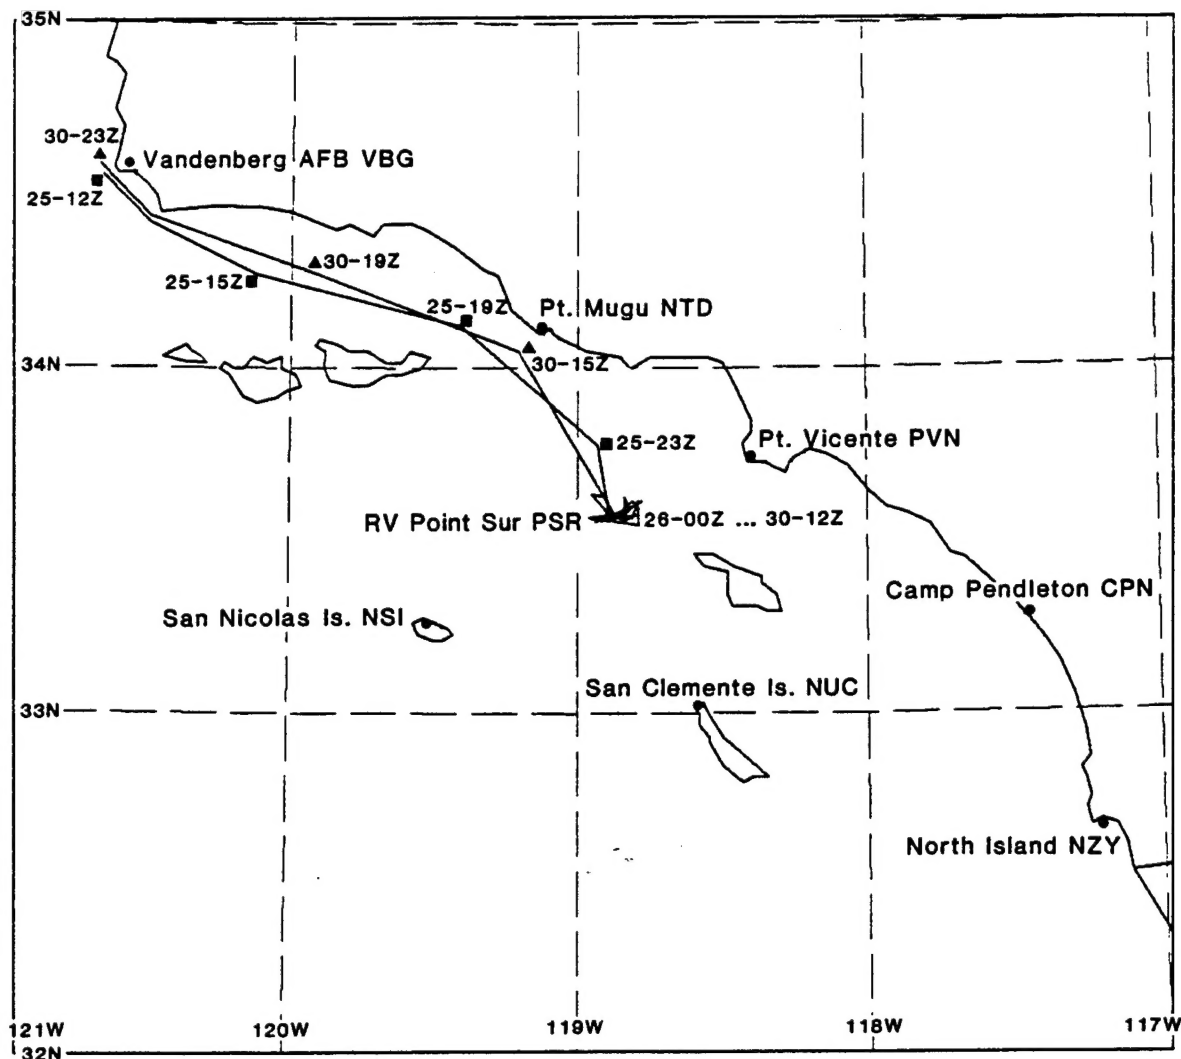 35N
30-23Z
Vandenberg AFB VBG
25-12Z
30-19Z
25-15Z
25-19Z
Pt. Mugu NTD
34N
30-15Z
25-23Z
Pt. Vicente PVN
RV Point Sur PSR
26-00Z ... 30-12Z
Camp Pendleton CPN
San Nicolas Is. NSI
San Clemente Is. NUC
33N
North Island NZY
121W
120W
119W
118W
117W
32N